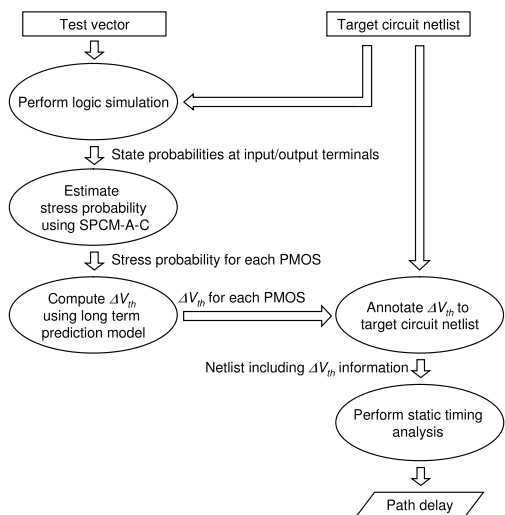 Test vector
Target circuit netlist
Perform logic simulation
State probabilities at input/output terminals
Estimate
stress probability
using SPCM-A-C
Stress probability for each PMOS
Compute ΔVth
using long term
prediction model
ΔVth for each PMOS
Annotate ΔVth to
target circuit netlist
Netlist including ΔVth information
Perform static timing
analysis
Path delay